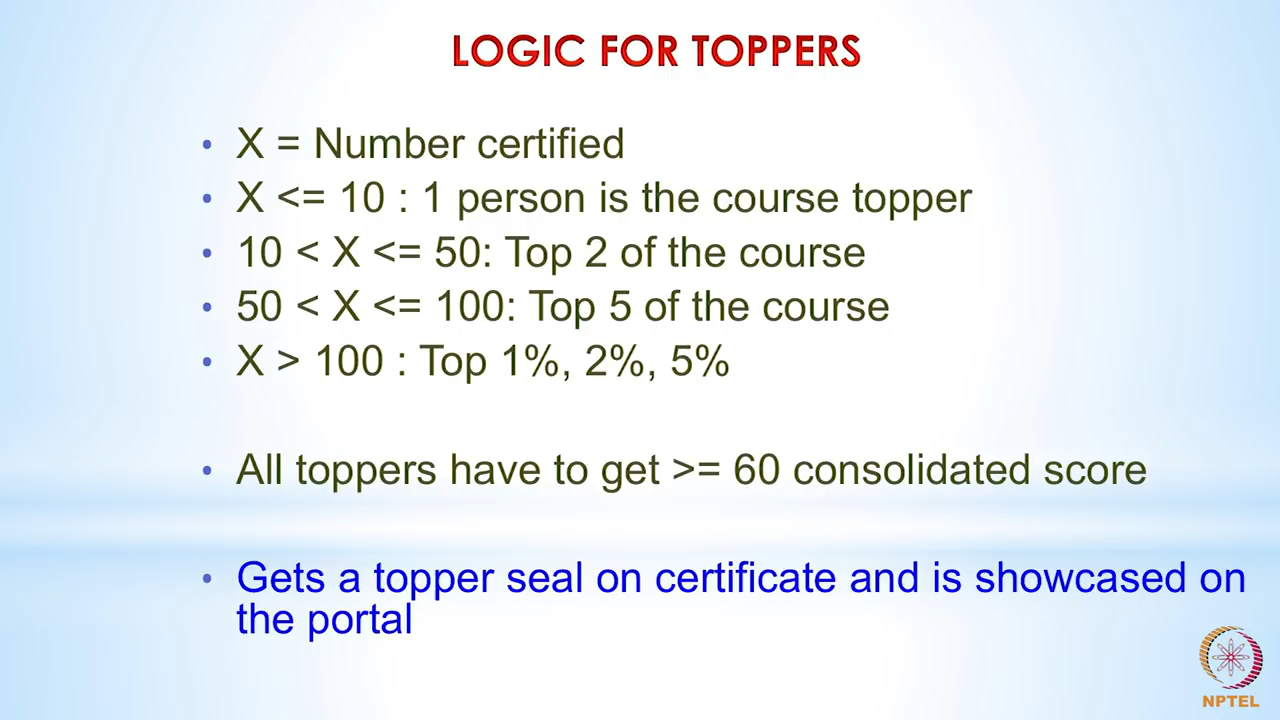 LOGIC FOR TOPPERS
• X = Number certified
• X <= 10 : 1 person is the course topper
• 10 < X <= 50: Top 2 of the course
• 50 < X <= 100: Top 5 of the course
• X > 100 : Top 1%, 2%, 5%
• All toppers have to get >= 60 consolidated score
• Gets a topper seal on certificate and is showcased on
the portal
NPTEL